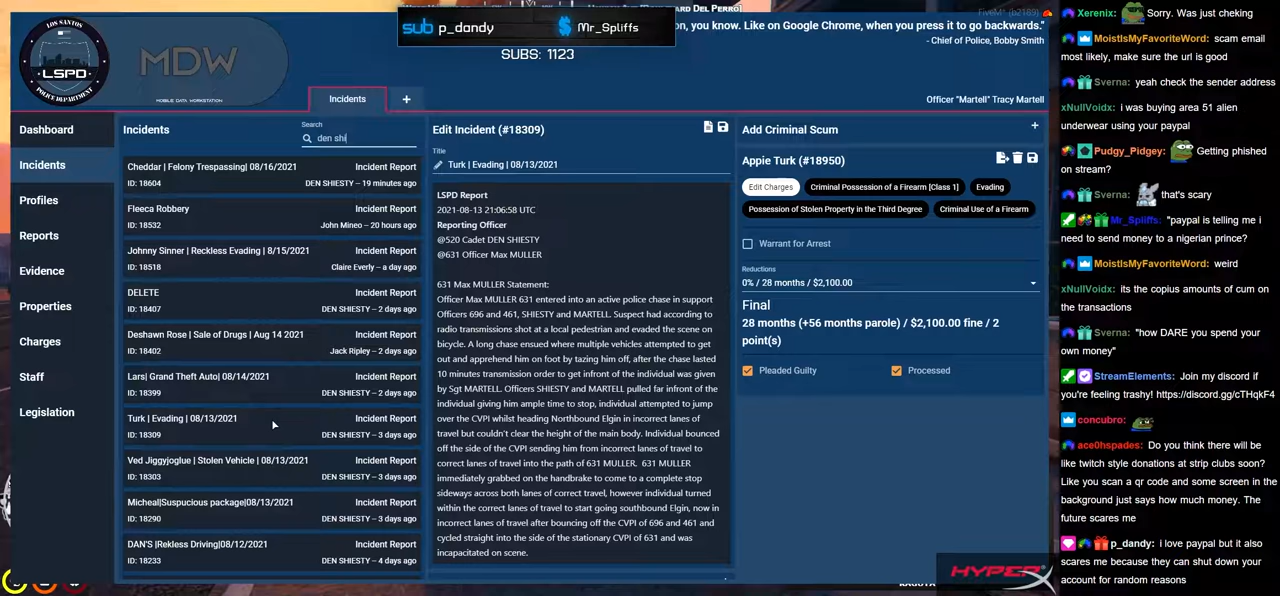 sub p_dandy
Mr_Spliffs
SUBS: 1123
on, you know. Like on Google Chrome, when you press it to go backwards."
- Chief of Police, Bobby Smith
FiveM® (b2189)
LOS SANTOS
LSPD
POLICE DEPARTMENT
MDW
MOBILE DATA WORKSTATION
Incidents
+
Officer "Martell" Tracy Martell
Dashboard
Incidents
Profiles
Reports
Evidence
Properties
Charges
Staff
Legislation
Incidents
Search
den shi
Cheddar | Felony Trespassing| 08/16/2021 Incident Report
ID: 18604 DEN SHIESTY – 19 minutes ago
Fleeca Robbery Incident Report
ID: 18532 John Mineo – 20 hours ago
Johnny Sinner | Reckless Evading | 8/15/2021 Incident Report
ID: 18518 Claire Everly – a day ago
DELETE Incident Report
ID: 18407 DEN SHIESTY – 2 days ago
Deshawn Rose | Sale of Drugs | Aug 14 2021 Incident Report
ID: 18402 Jack Ripley – 2 days ago
Lars| Grand Theft Auto| 08/14/2021 Incident Report
ID: 18399 DEN SHIESTY – 2 days ago
Turk | Evading | 08/13/2021 Incident Report
ID: 18309 DEN SHIESTY – 3 days ago
Ved Jiggyjoglue | Stolen Vehicle | 08/13/2021 Incident Report
ID: 18303 DEN SHIESTY – 3 days ago
Micheal|Suspucious package|08/13/2021 Incident Report
ID: 18290 DEN SHIESTY – 3 days ago
DAN'S |Rekless Driving|08/12/2021 Incident Report
ID: 18233 DEN SHIESTY – 4 days ago
Edit Incident (#18309)
Title
Turk | Evading | 08/13/2021
LSPD Report
2021-08-13 21:06:58 UTC
Reporting Officer
@520 Cadet DEN SHIESTY
@631 Officer Max MULLER
631 Max MULLER Statement:
Officer Max MULLER 631 entered into an active police chase in support
Officers 696 and 461, SHIESTY and MARTELL. Suspect had according to
radio transmissions shot at a local pedestrian and evaded the scene on
bicycle. A long chase ensued where multiple vehicles attempted to get
out and apprehend him on foot by tazing him off, after the chase lasted
10 minutes transmission order to get infront of the individual was given
by Sgt MARTELL. Officers SHIESTY and MARTELL pulled far infront of the
individual giving him ample time to stop, individual attempted to jump
over the CVPI whilst heading Northbound Elgin in incorrect lanes of
travel but couldn't clear the height of the main body. Individual bounced
off the side of the CVPI sending him from incorrect lanes of travel to
correct lanes of travel into the path of 631 MULLER. 631 MULLER
immediately grabbed on the handbrake to come to a complete stop
sideways across both lanes of correct travel, however individual turned
within the correct lanes of travel to start going southbound Elgin, now in
incorrect lanes of travel after bouncing off the CVPI of 696 and 461 and
cycled straight into the side of the stationary CVPI of 631 and was
incapacitated on scene.
Add Criminal Scum
+
Appie Turk (#18950)
Edit Charges
Criminal Possession of a Firearm [Class 1]
Evading
Possession of Stolen Property in the Third Degree
Criminal Use of a Firearm
Warrant for Arrest
Reductions
0% / 28 months / $2,100.00
Final
28 months (+56 months parole) / $2,100.00 fine / 2
point(s)
Pleaded Guilty
Processed
HYPERX
Xerenix: Sorry. Was just cheking
MoistIsMyFavoriteWord: scam email
most likely, make sure the url is good
Sverna: yeah check the sender address
xNullVoidx: i was buying area 51 alien
underwear using your paypal
Pudgy_Pidgey: Getting phished
on stream?
Sverna: that's scary
Mr_Spliffs: "paypal is telling me i
need to send money to a nigerian prince?
MoistIsMyFavoriteWord: weird
xNullVoidx: its the copius amounts of cum on
the transactions
Sverna: "how DARE you spend your
own money"
StreamElements: Join my discord if
you're feeling trashy! https://discord.gg/cTHqkF4
concubro:
ace0hspades: Do you think there will be
like twitch style donations at strip clubs soon?
Like you scan a qr code and some screen in the
background just says how much money. The
future scares me
p_dandy: i love paypal but it also
scares me because they can shut down your
account for random reasons